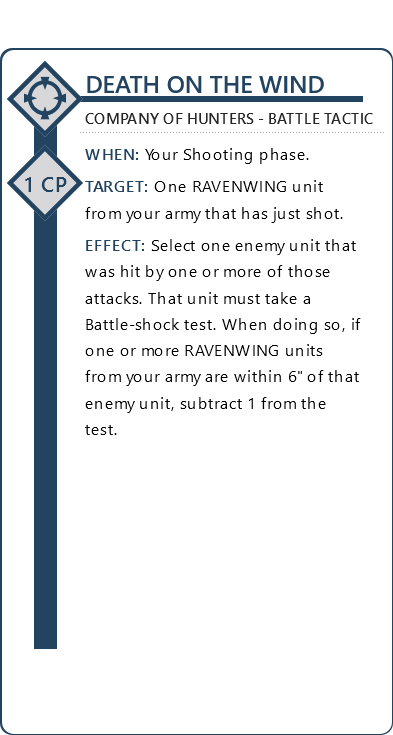 DEATH ON THE WIND
COMPANY OF HUNTERS - BATTLE TACTIC
WHEN: Your Shooting phase.
1 CP
TARGET: One RAVENWING unit
from your army that has just shot.
EFFECT: Select one enemy unit that
was hit by one or more of those
attacks. That unit must take a
Battle-shock test. When doing so, if
one or more RAVENWING units
from your army are within 6" of that
enemy unit, subtract 1 from the
test.